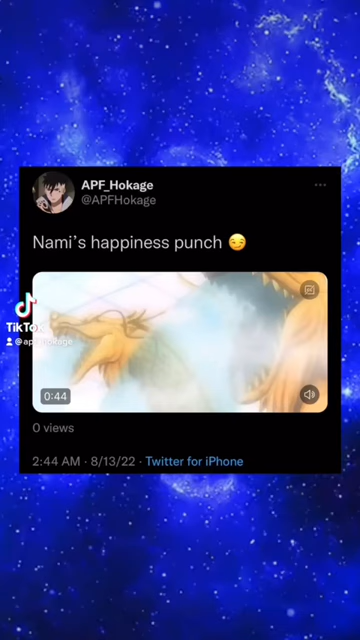 APF_Hokage
@APFHokage
Nami's happiness punch 😏
TikTok
@apf_hokage
0:44
0 views
2:44 AM · 8/13/22 · Twitter for iPhone